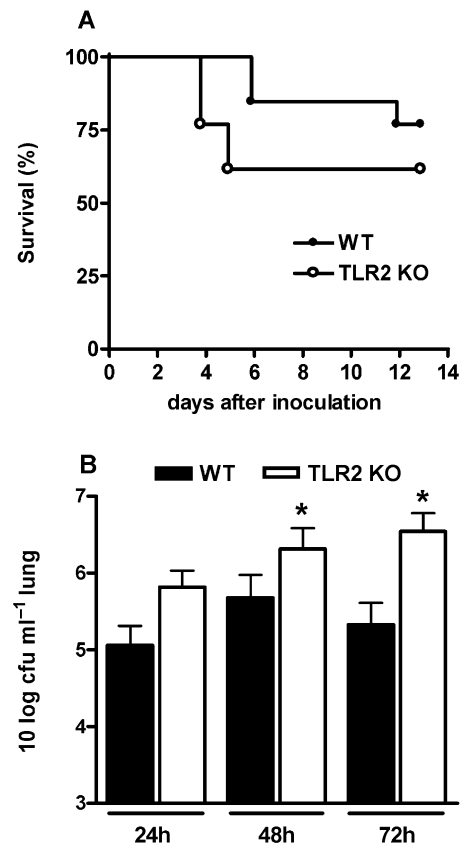 A
Survival (%)
100
75
50
25
0
WT
TLR2 KO
0 2 4 6 8 10 12 14
days after inoculation
B
WT TLR2 KO
10 log cfu ml⁻¹ lung
7
6
5
4
3
* *
24h 48h 72h